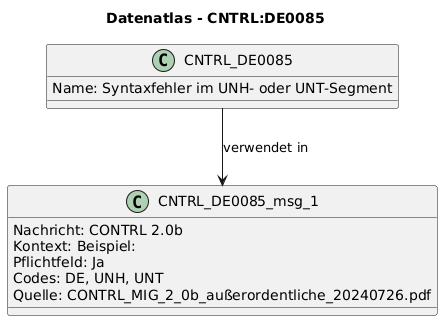 Datenatlas - CNTRL:DE0085
C CNTRL_DE0085
Name: Syntaxfehler im UNH- oder UNT-Segment
verwendet in
C CNTRL_DE0085_msg_1
Nachricht: CONTRL 2.0b
Kontext: Beispiel:
Pflichtfeld: Ja
Codes: DE, UNH, UNT
Quelle: CONTRL_MIG_2_0b_außerordentliche_20240726.pdf